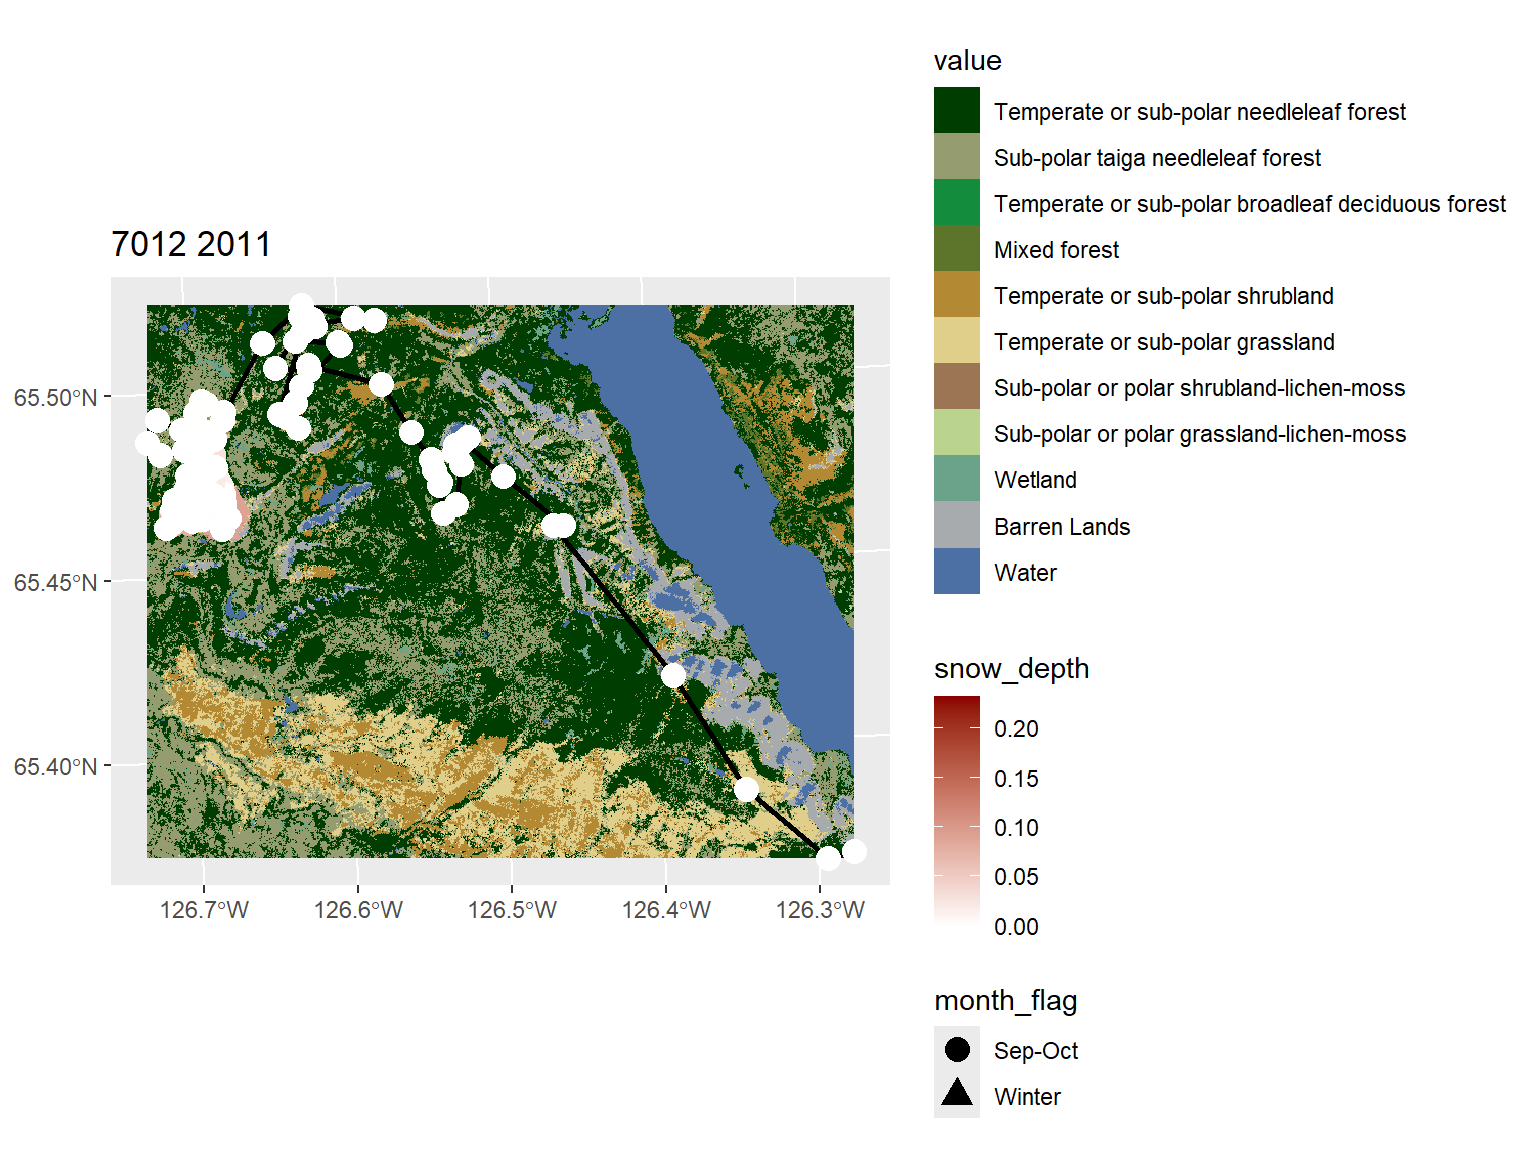 7012 2011
65.50°N
65.45°N
65.40°N
126.7°W
126.6°W
126.5°W
126.4°W
126.3°W
value
Temperate or sub-polar needleleaf forest
Sub-polar taiga needleleaf forest
Temperate or sub-polar broadleaf deciduous forest
Mixed forest
Temperate or sub-polar shrubland
Temperate or sub-polar grassland
Sub-polar or polar shrubland-lichen-moss
Sub-polar or polar grassland-lichen-moss
Wetland
Barren Lands
Water
snow_depth
0.20
0.15
0.10
0.05
0.00
month_flag
Sep-Oct
Winter